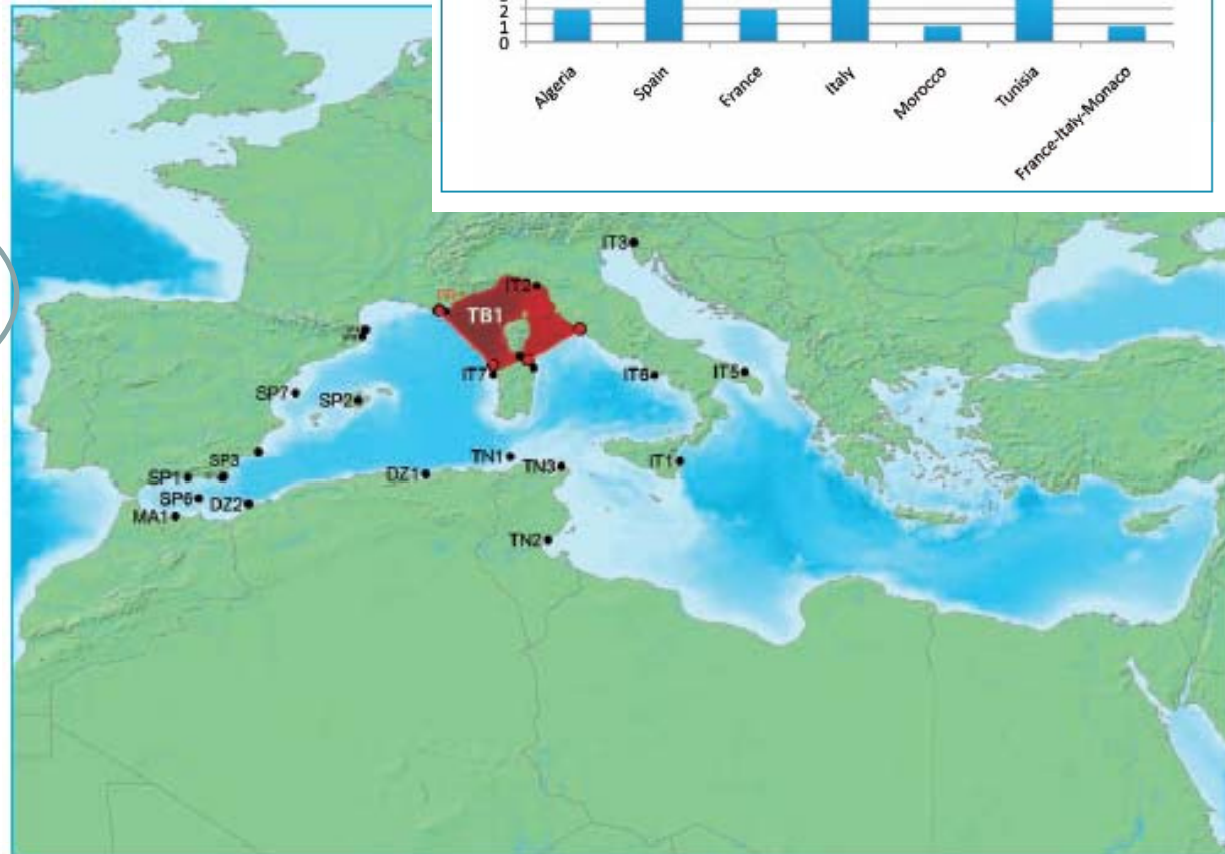 2
1
0
Algeria
Spain
France
Italy
Morocco
Tunisia
France-Italy-Monaco
IT3
IT2
TB1
IT7
IT6
IT5
SP7
SP2
SP3
TN1
TN3
IT1
SP1
DZ1
SP6
DZ2
MA1
TN2